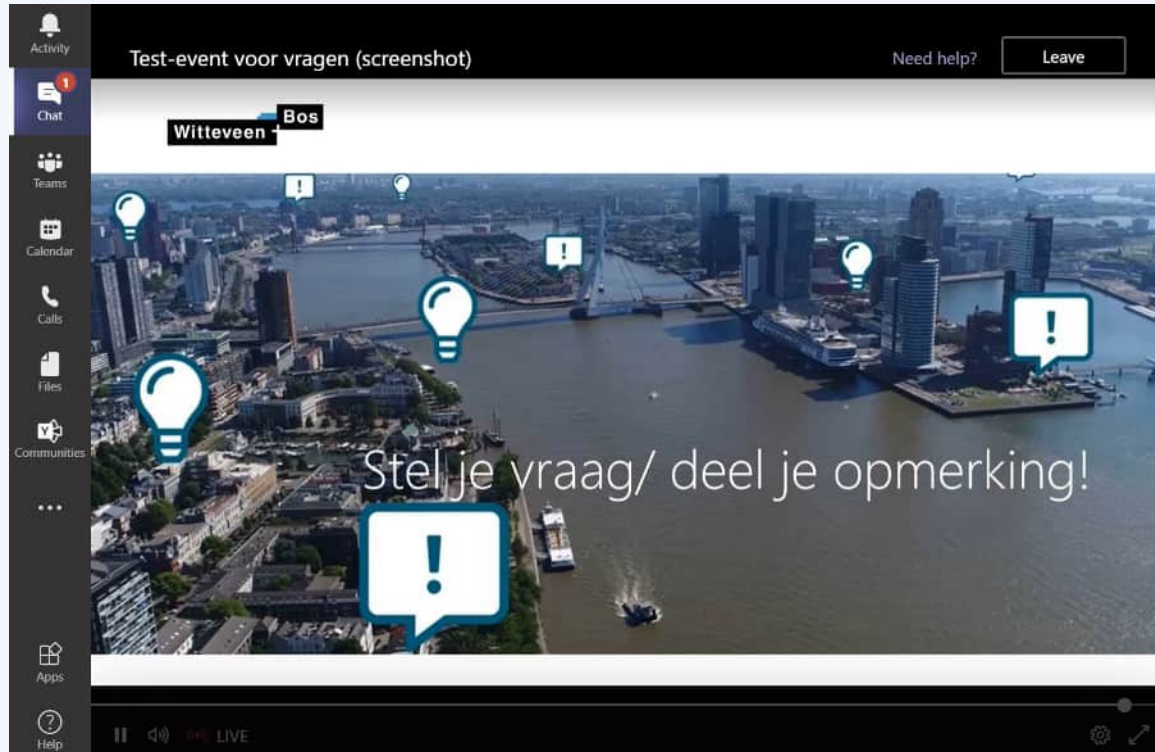 Activity
Test-event voor vragen (screenshot)
Need help?
Leave
1
Chat
Witteveen + Bos
Teams
!
Calendar
!
Calls
!
Files
Communities
Stel je vraag/ deel je opmerking!
...
!
Apps
Help
LIVE